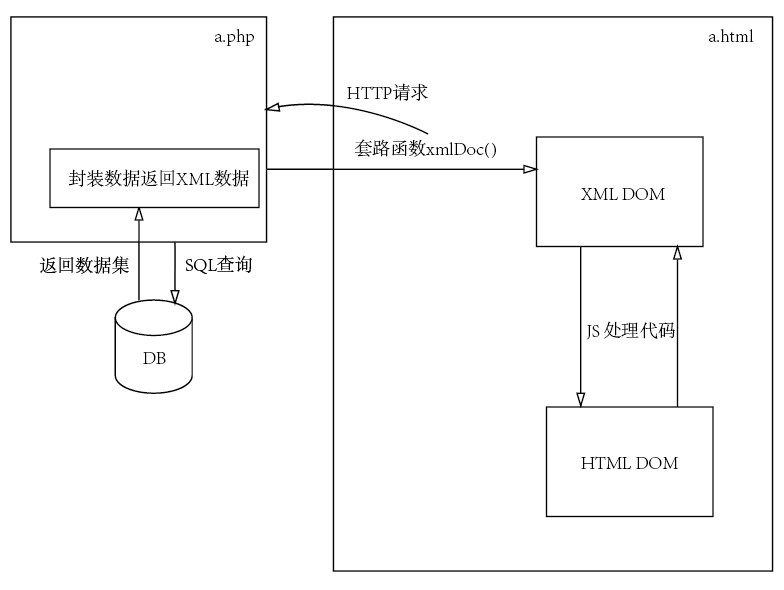 a.php
a.html
HTTP请求
套路函数xmlDoc()
封装数据返回XML数据
XML DOM
返回数据集
SQL查询
JS 处理代码
DB
HTML DOM